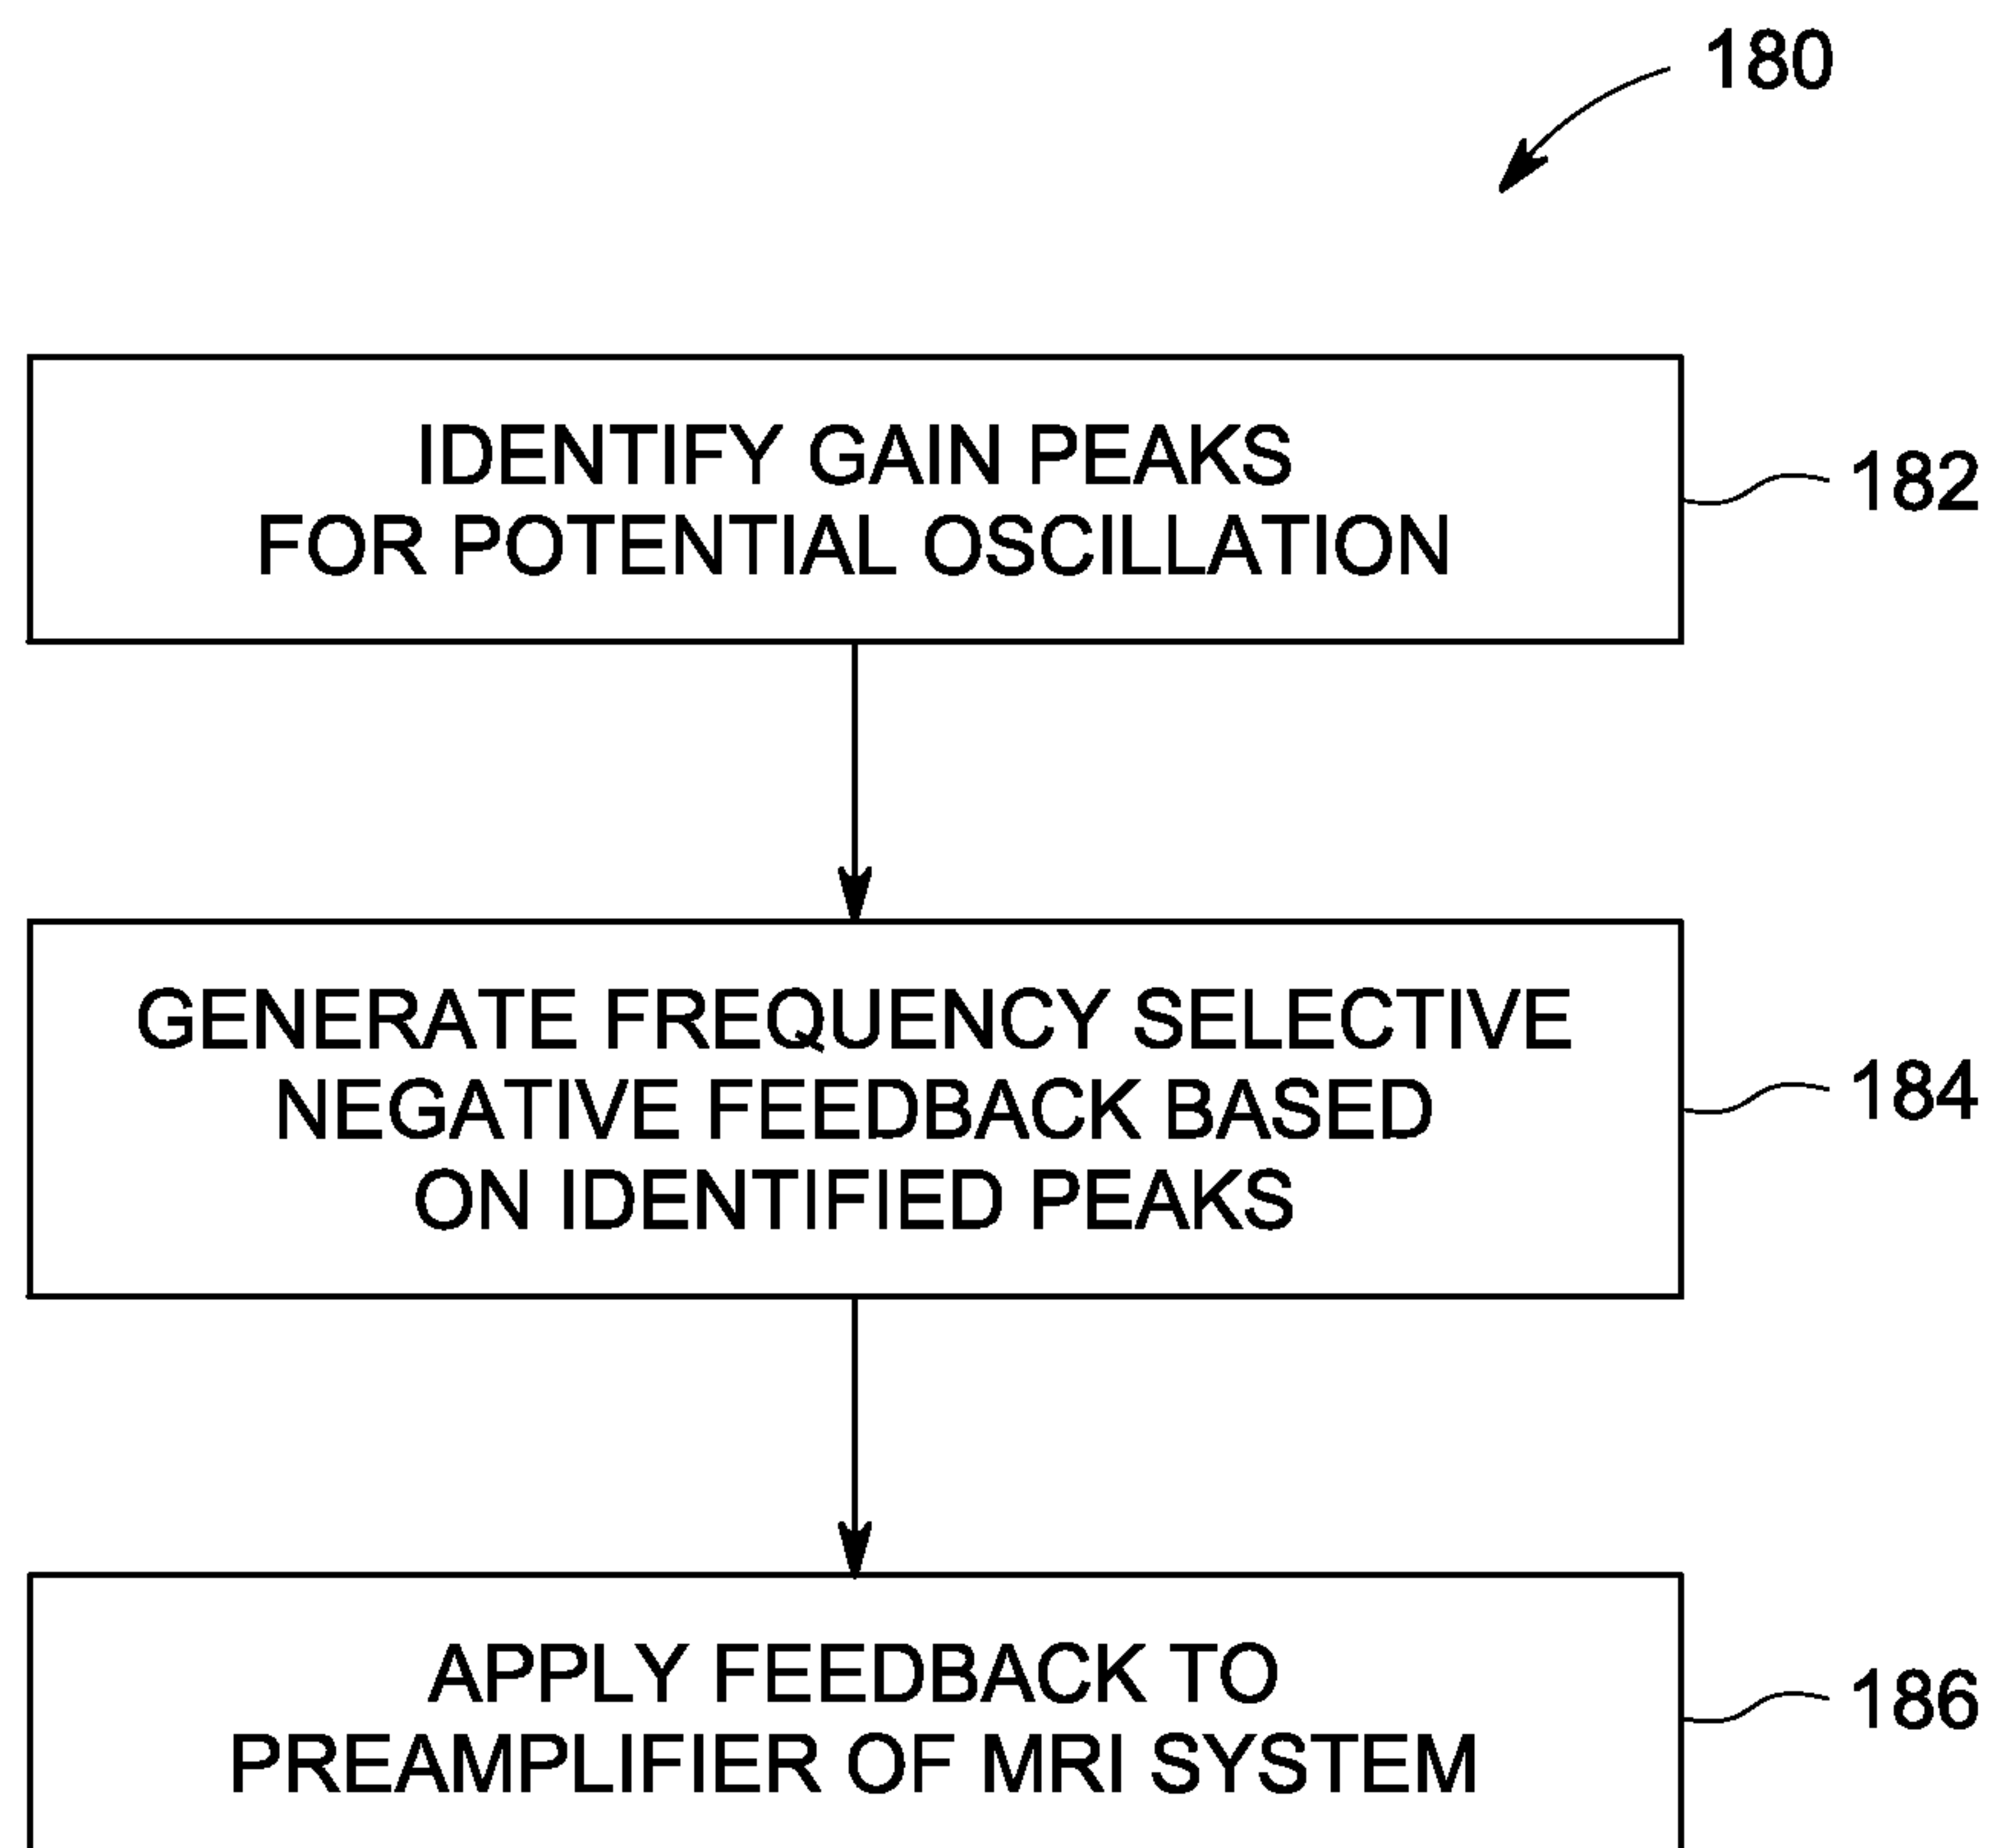 180
IDENTIFY GAIN PEAKS
FOR POTENTIAL OSCILLATION
182
GENERATE FREQUENCY SELECTIVE
NEGATIVE FEEDBACK BASED
ON IDENTIFIED PEAKS
184
APPLY FEEDBACK TO
PREAMPLIFIER OF MRI SYSTEM
186